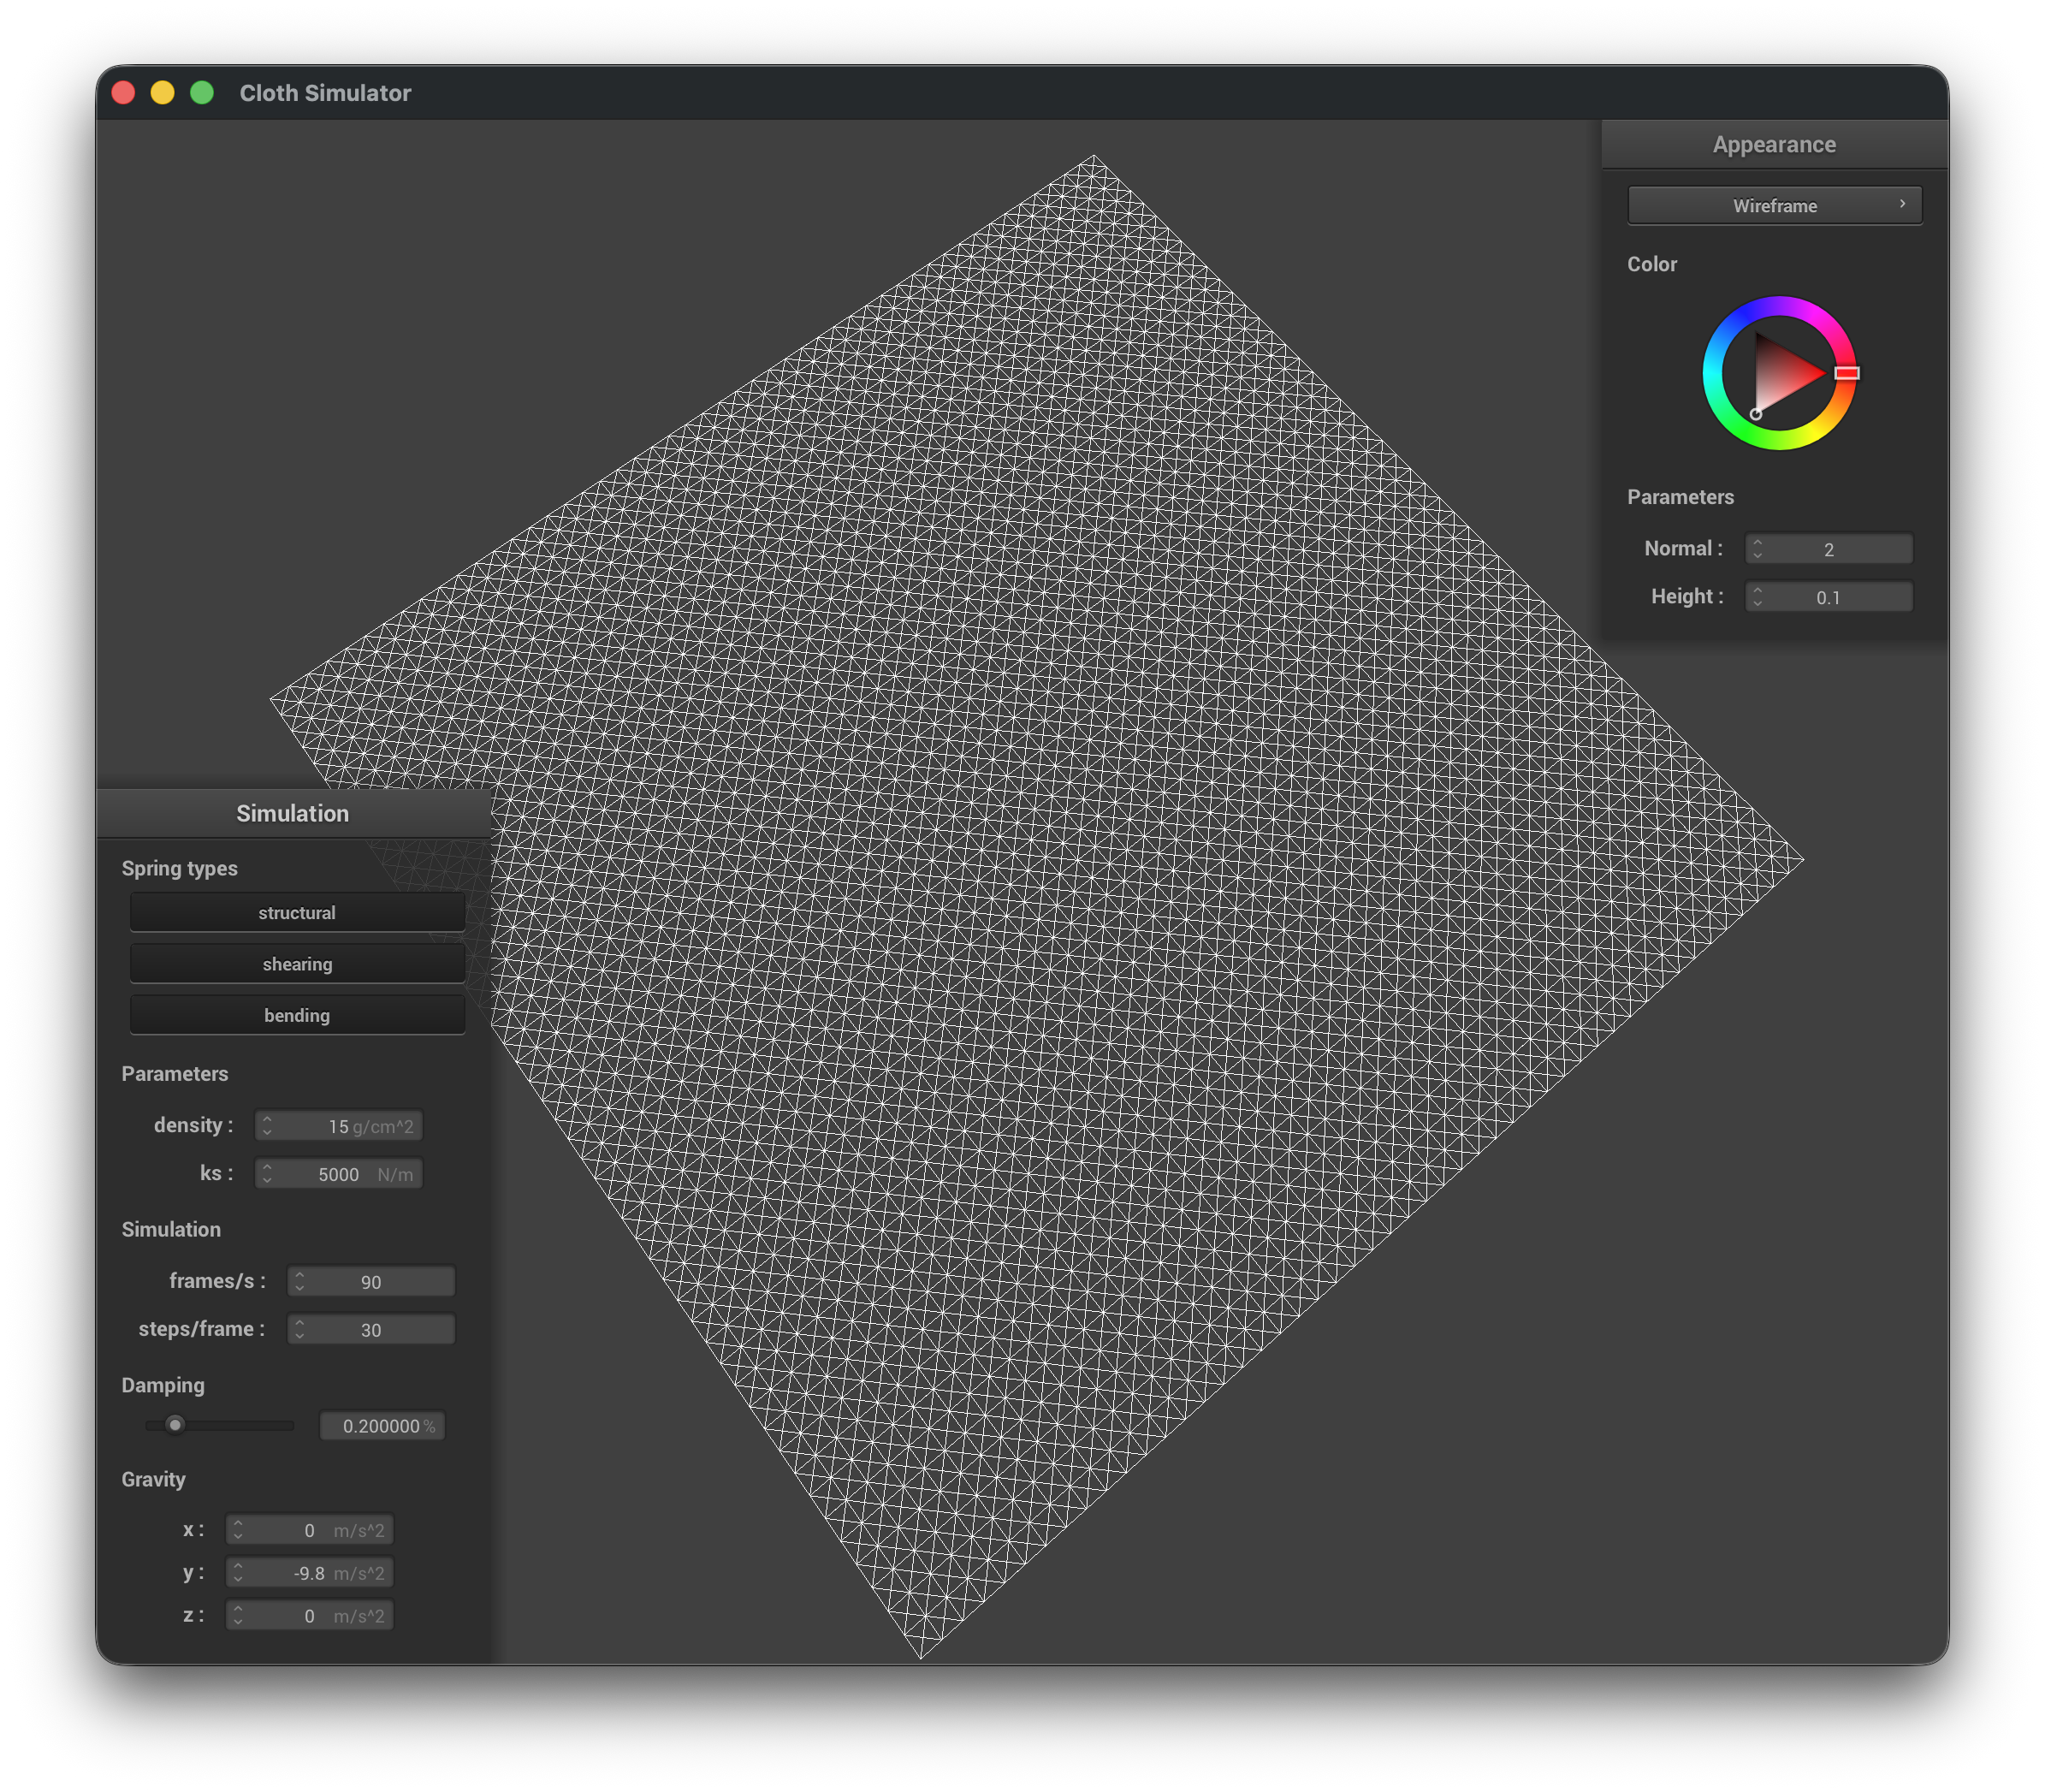 Cloth Simulator
Appearance
Wireframe
Color
Parameters
Normal : 2
Height : 0.1
Simulation
Spring types
structural
shearing
bending
Parameters
density : 15 g/cm^2
ks : 5000 N/m
Simulation
frames/s : 90
steps/frame : 30
Damping
0.200000 %
Gravity
x : 0 m/s^2
y : -9.8 m/s^2
z : 0 m/s^2